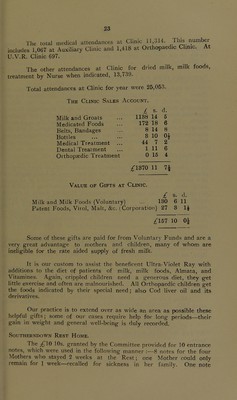 23
The total medical attendances at Clinic 11,314. This number
includes 1,067 at Auxiliary Clinic and 1,418 at Orthopaedic Clinic. At
U.V.R. Clinic 697.
The other attendances at Clinic for dried milk, milk foods,
treatment by Nurse when indicated, 13,739.
Total attendances at Clinic for year were 25,053.
The Clinic Sales Account.
£ s. d.
Milk and Groats ... 1138 14 5
Medicated Foods ... 172 16 6
Baits, Bandages ... 8 14 8
Bottles ... ... 3 10 0½
Medical Treatment ... 44 7 2
Dental Treatment ... 1 11 6
Orthopædic Treatment 0 15 4
£1370 11 7½
Value of Gifts at Clinic.
£ s. d.
Milk and Milk Foods (Voluntary) 130 6 11
Patent Foods, Virol, Malt, &c. (Corporation) 27 3 1½
£157 10 0½
Some of these gifts are paid for from Voluntary Funds and are a
very great advantage to mothers and children, many of whom are
ineligible for the rate aided supply of fresh milk.
It is our custom to assist the beneficent Ultra-Violet Ray with
additions to the diet of patients of milk, milk foods, Almata, and
Vitamines. Again, crippled children need a generous diet, they get
little exercise and often are malnourished. All Orthopaedic children get
the foods indicated by their special need; also Cod liver oil and its
derivatives.
Our practice is to extend over as wide an area as possible these
helpful gifts; some of our cases require help for long periods—their
gain in weight and general well-being is duly recorded.
Southernsdown Rest Home.
The £10 10s. granted by the Committee provided for 10 entrance
notes, which were used in the following manner :—8 notes for the four
Mothers who stayed 2 weeks at the Rest; one Mother could only
remain for 1 week—recalled for sickness in her family. One note